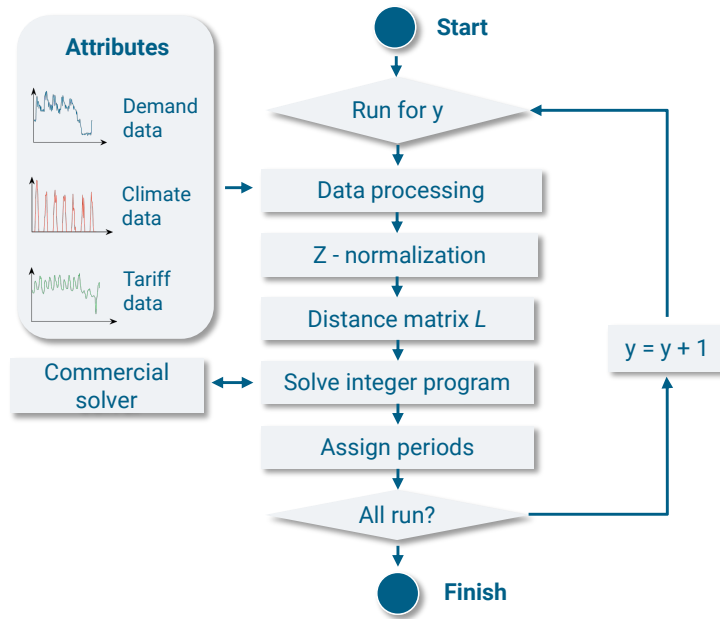 Start
Attributes
Demand
data
Climate
data
Tariff
data
Run for y
Data processing
Z - normalization
Distance matrix L
Commercial
solver
Solve integer program
y = y + 1
Assign periods
All run?
Finish